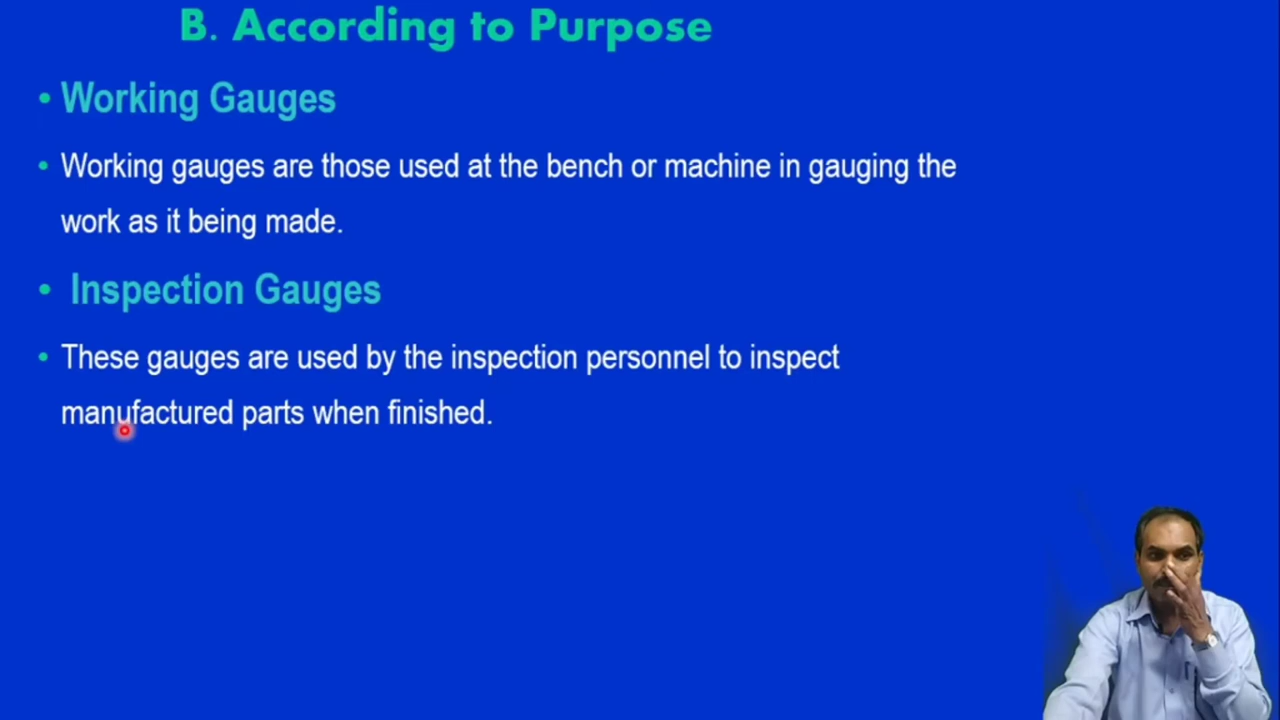 B. According to Purpose
• Working Gauges
• Working gauges are those used at the bench or machine in gauging the
work as it being made.
• Inspection Gauges
• These gauges are used by the inspection personnel to inspect
manufactured parts when finished.